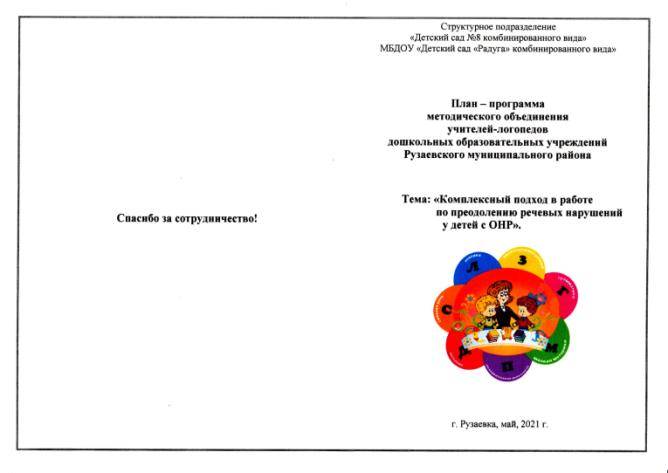 Структурное подразделение
«Детский сад №8 комбинированного вида»
МБДОУ «Детский сад «Радуга» комбинированного вида»
План – программа
методического объединения
учителей-логопедов
дошкольных образовательных учреждений
Рузаевского муниципального района
Тема: «Комплексный подход в работе
по преодолению речевых нарушений
у детей с ОНР».
Спасибо за сотрудничество!
Л
З
Г
М
П
Д
С
г. Рузаевка, май, 2021 г.